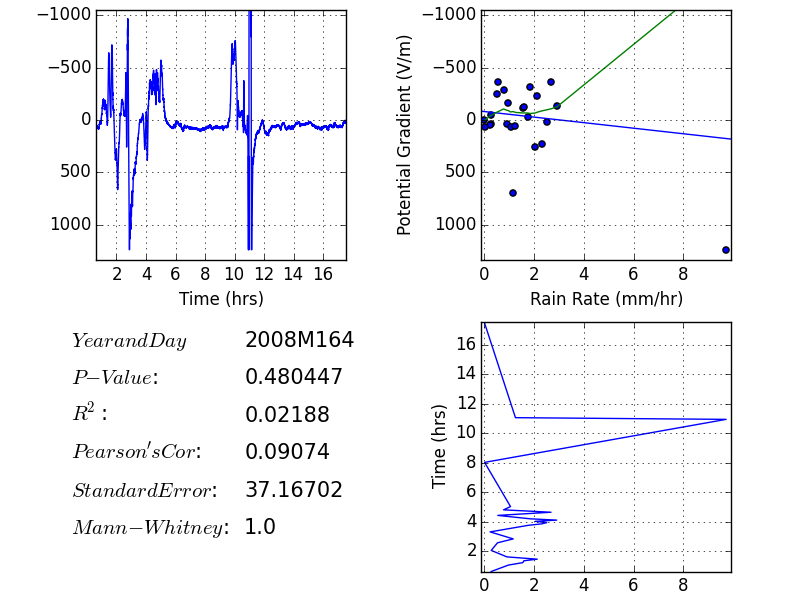 −1000
−500
0
500
1000
2 4 6 8 10 12 14 16
Time (hrs)
−1000
−500
0
500
1000
Potential Gradient (V/m)
0 2 4 6 8
Rain Rate (mm/hr)
YearandDay 2008M164
P−Value: 0.480447
R²: 0.02188
Pearson'sCor: 0.09074
StandardError: 37.16702
Mann−Whitney: 1.0
16
14
12
10
8
6
4
2
Time (hrs)
0 2 4 6 8